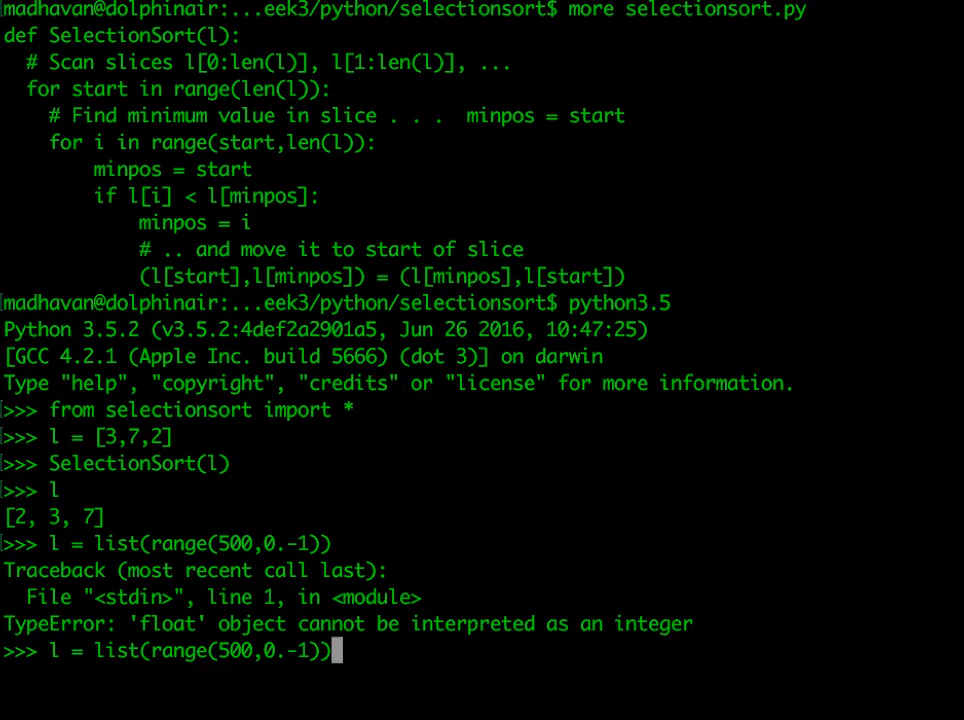 madhavan@dolphinair:...eek3/python/selectionsort$ more selectionsort.py
def SelectionSort(l):
  # Scan slices l[0:len(l)], l[1:len(l)], ...
  for start in range(len(l)):
    # Find minimum value in slice . . .  minpos = start
    for i in range(start,len(l)):
        minpos = start
        if l[i] < l[minpos]:
            minpos = i
            # .. and move it to start of slice
            (l[start],l[minpos]) = (l[minpos],l[start])
madhavan@dolphinair:...eek3/python/selectionsort$ python3.5
Python 3.5.2 (v3.5.2:4def2a2901a5, Jun 26 2016, 10:47:25)
[GCC 4.2.1 (Apple Inc. build 5666) (dot 3)] on darwin
Type "help", "copyright", "credits" or "license" for more information.
>>> from selectionsort import *
>>> l = [3,7,2]
>>> SelectionSort(l)
>>> l
[2, 3, 7]
>>> l = list(range(500,0.-1))
Traceback (most recent call last):
  File "<stdin>", line 1, in <module>
TypeError: 'float' object cannot be interpreted as an integer
>>> l = list(range(500,0.-1))